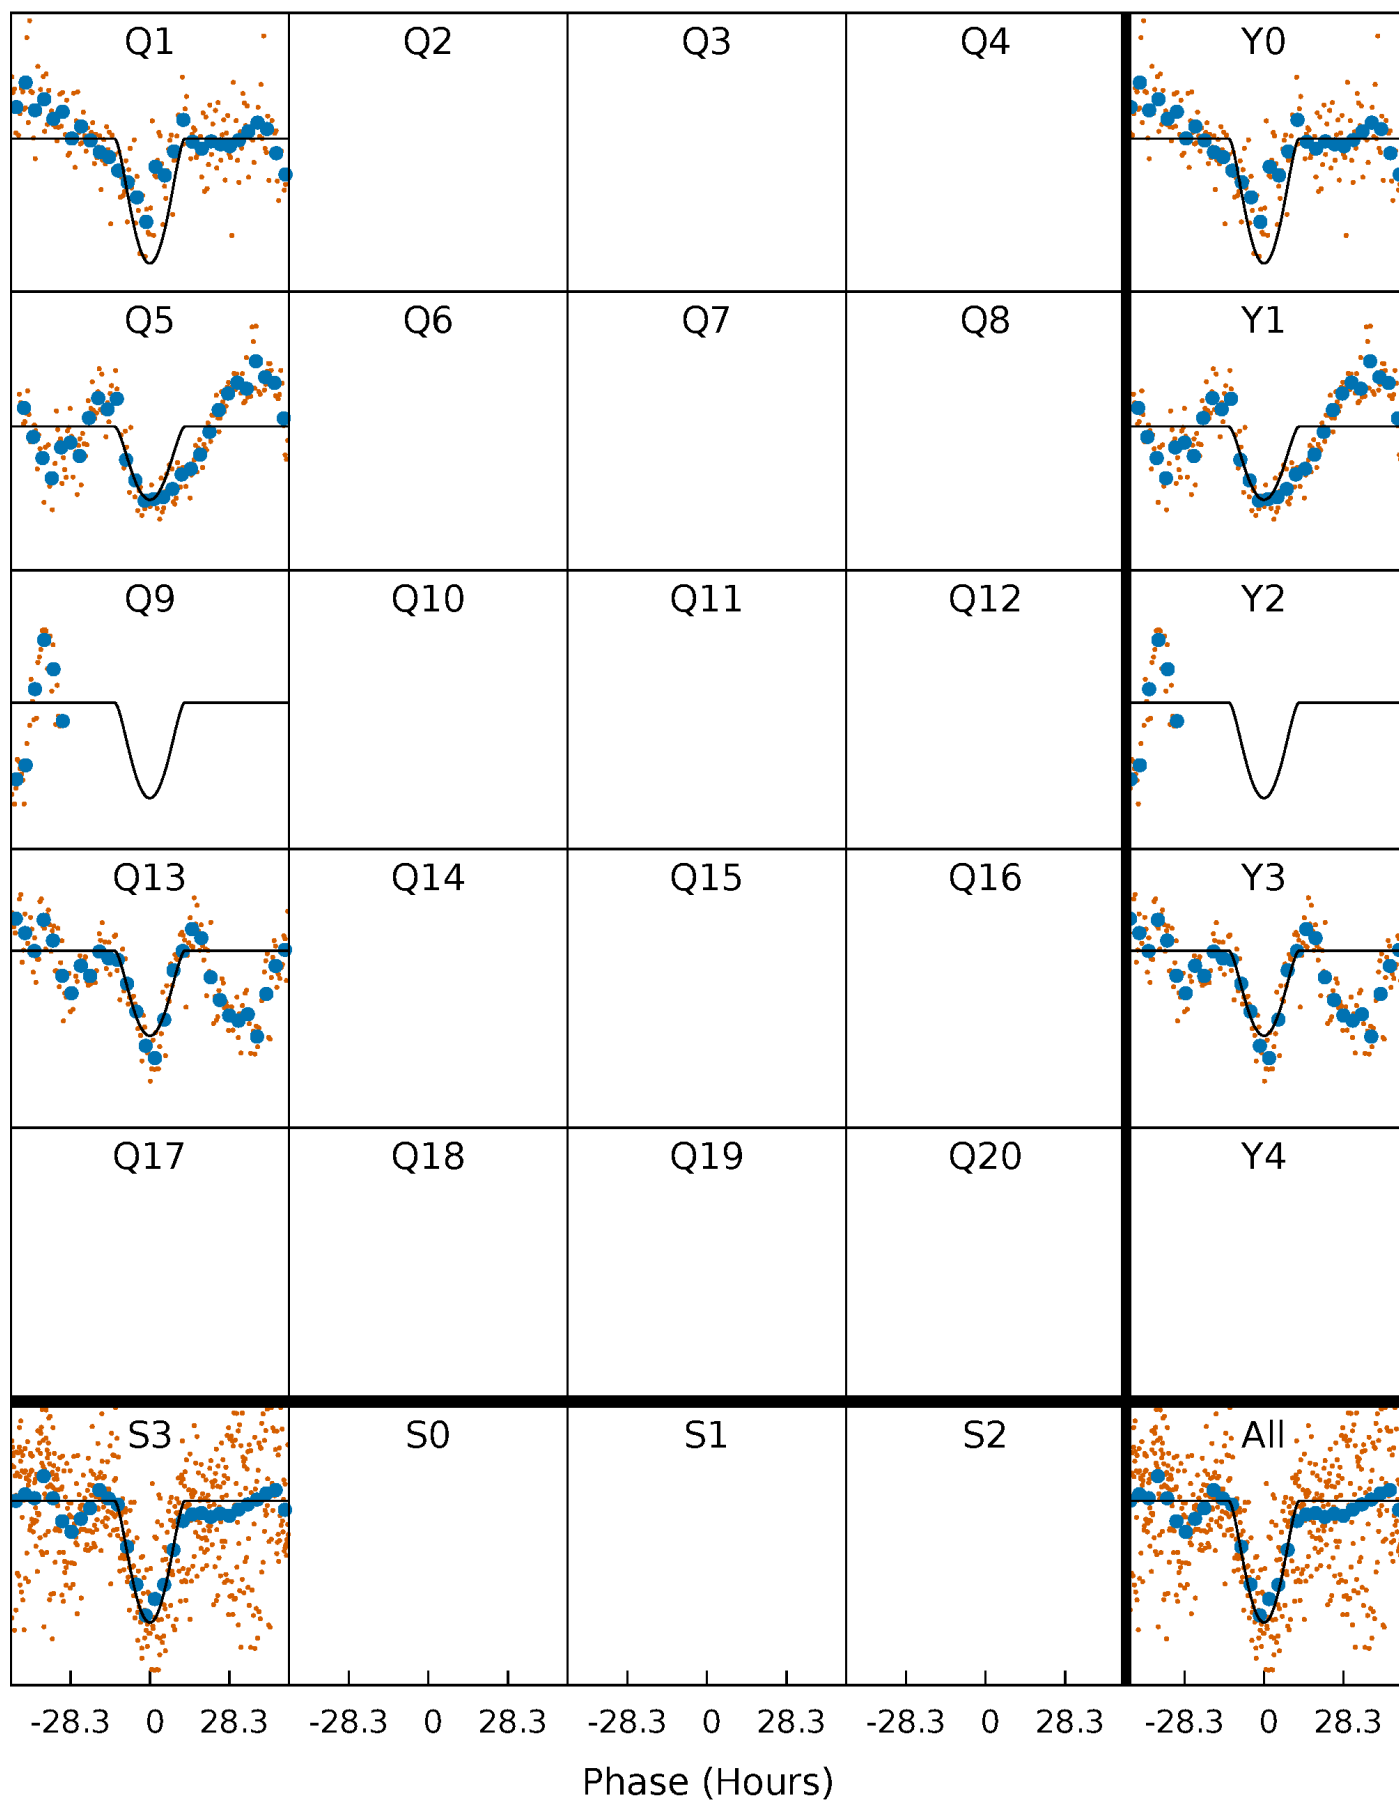 Q1 Q2 Q3 Q4 Y0
Q5 Q6 Q7 Q8 Y1
Q9 Q10 Q11 Q12 Y2
Q13 Q14 Q15 Q16 Y3
Q17 Q18 Q19 Q20 Y4
S3 S0 S1 S2 All
-28.3 0 28.3 -28.3 0 28.3 -28.3 0 28.3 -28.3 0 28.3 -28.3 0 28.3
Phase (Hours)